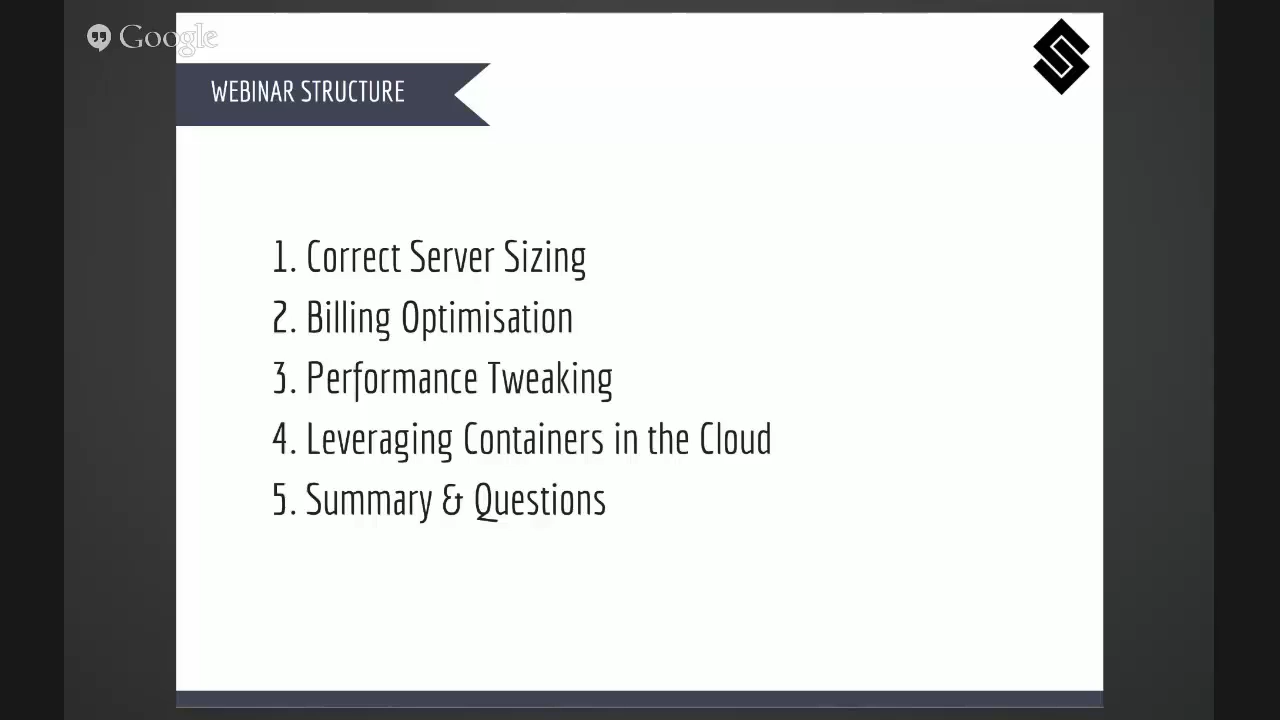 Google
WEBINAR STRUCTURE
1. Correct Server Sizing
2. Billing Optimisation
3. Performance Tweaking
4. Leveraging Containers in the Cloud
5. Summary & Questions